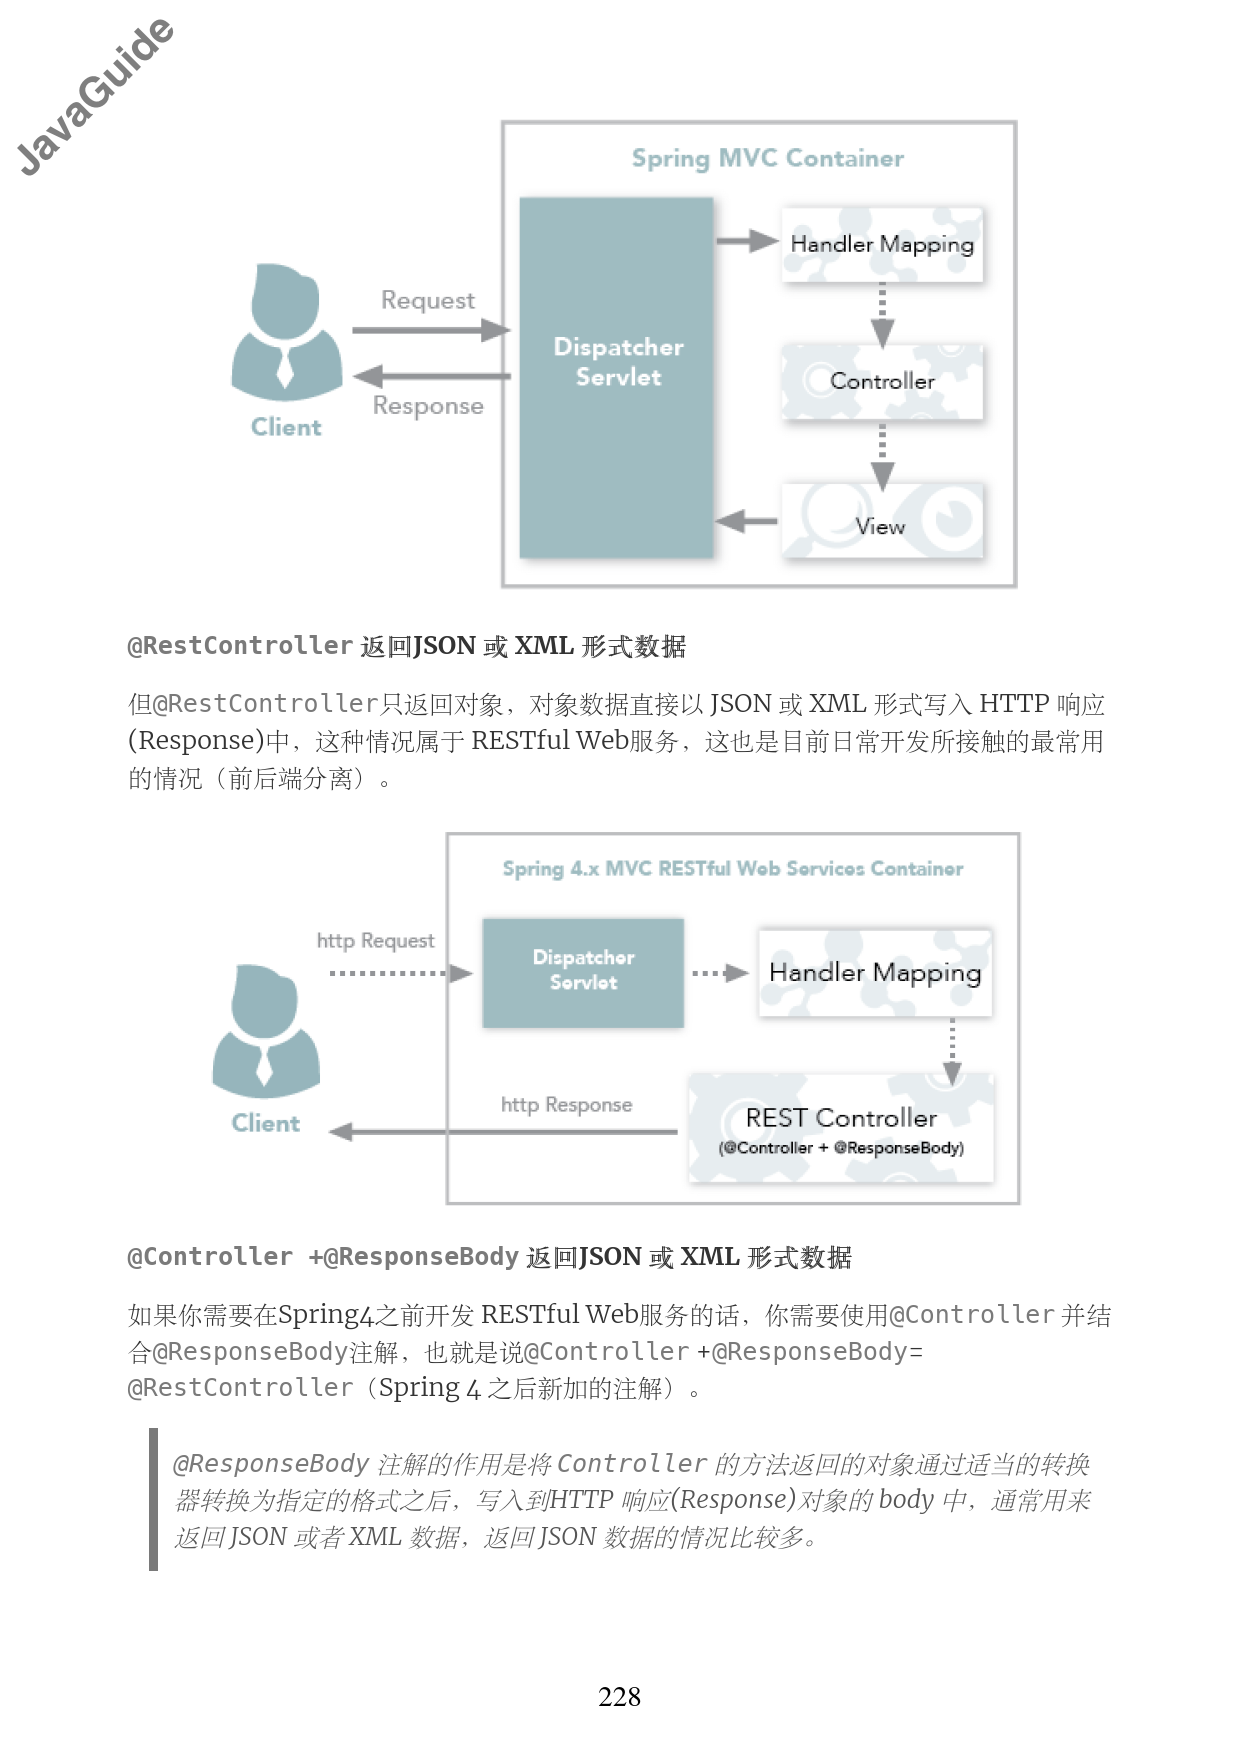 JavaGuide
Spring MVC Container
Handler Mapping
Request
Dispatcher
Servlet
Controller
Response
Client
View
@RestController 返回JSON 或 XML 形式数据
但@RestController只返回对象，对象数据直接以 JSON 或 XML 形式写入 HTTP 响应
(Response)中，这种情况属于 RESTful Web服务，这也是目前日常开发所接触的最常用
的情况（前后端分离）。
Spring 4.x MVC RESTful Web Services Container
http Request
Dispatcher
Servlet
Handler Mapping
http Response
Client
REST Controller
(@Controller + @ResponseBody)
@Controller +@ResponseBody 返回JSON 或 XML 形式数据
如果你需要在Spring4之前开发 RESTful Web服务的话，你需要使用@Controller 并结
合@ResponseBody注解，也就是说@Controller +@ResponseBody=
@RestController（Spring 4 之后新加的注解）。
@ResponseBody 注解的作用是将 Controller 的方法返回的对象通过适当的转换
器转换为指定的格式之后，写入到HTTP 响应(Response)对象的 body 中，通常用来
返回 JSON 或者 XML 数据，返回 JSON 数据的情况比较多。
228